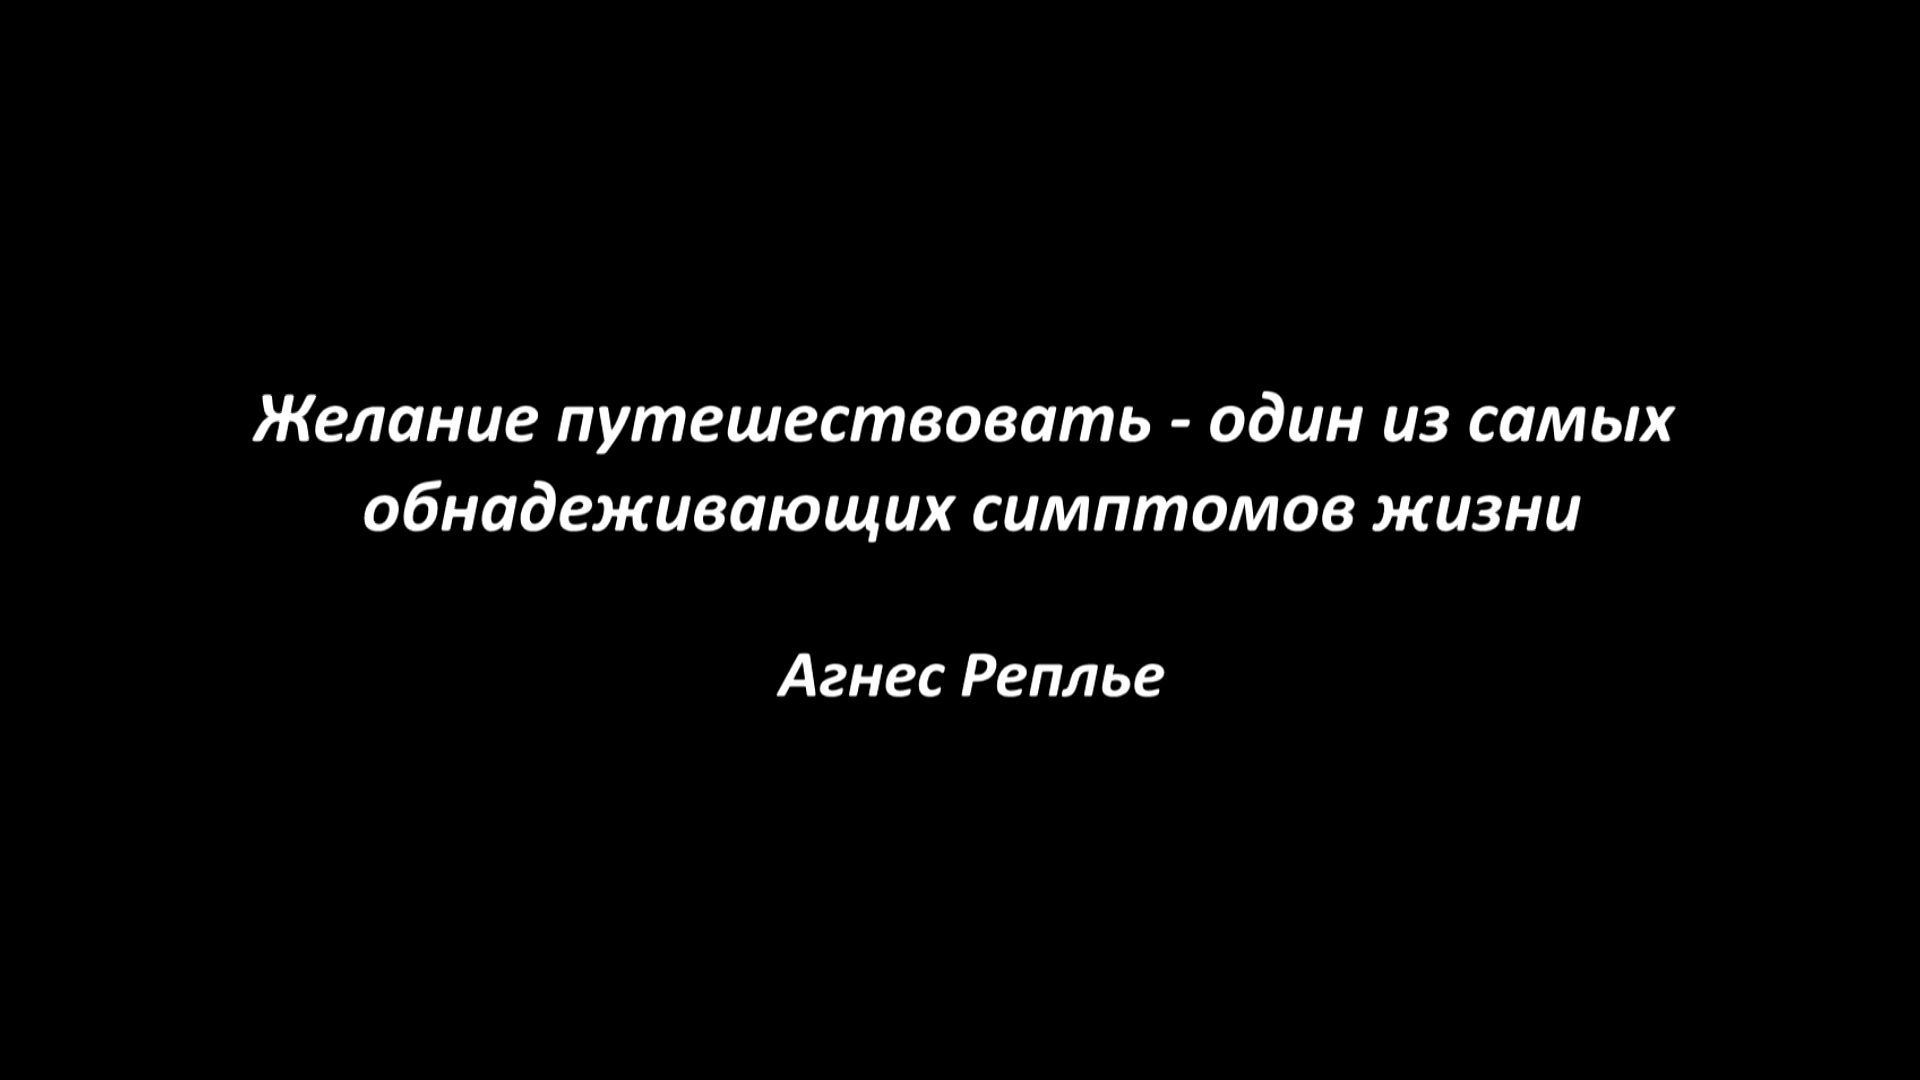 Желание путешествовать - один из самых
обнадеживающих симптомов жизни
Агнес Реплье